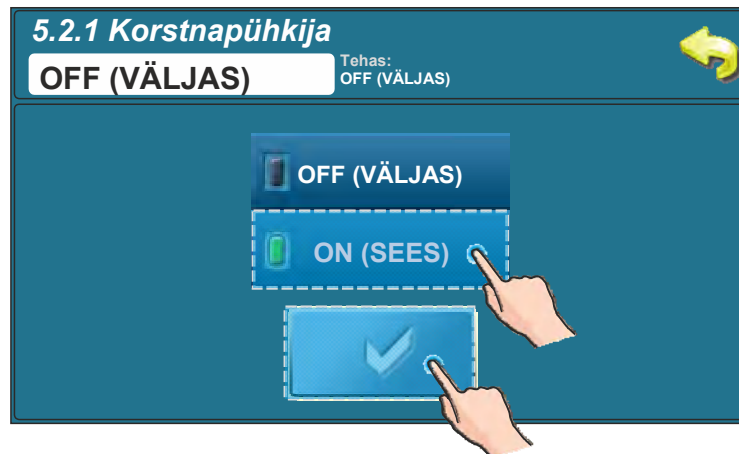 5.2.1 Korstnapühkija
OFF (VÄLJAS)
Tehas:
OFF (VÄLJAS)
OFF (VÄLJAS)
ON (SEES)